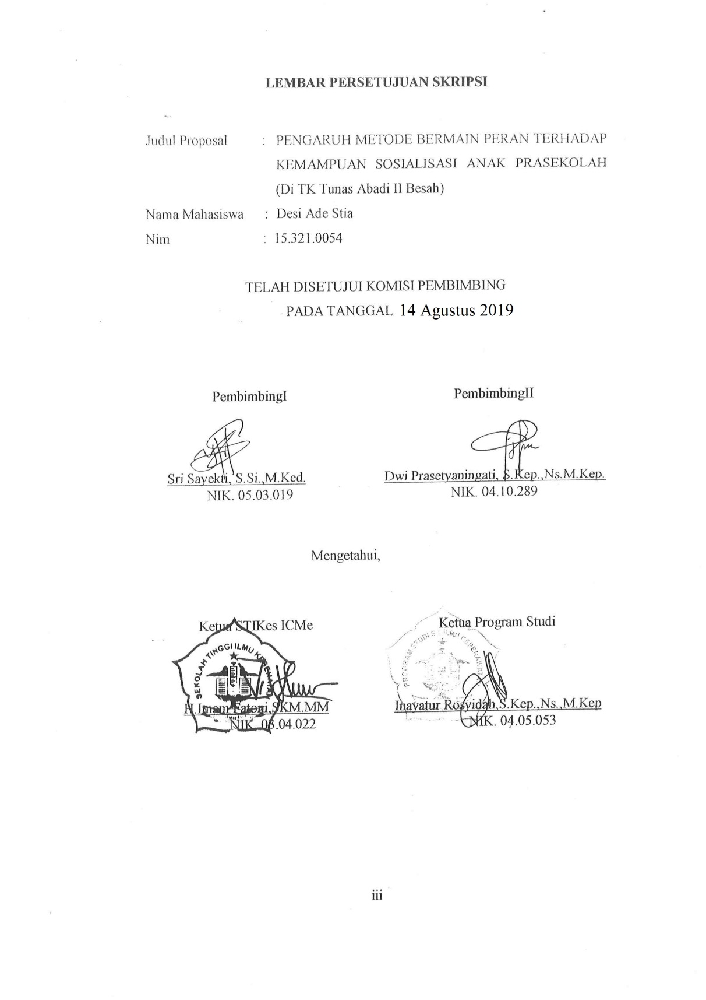 LEMBAR PERSETUJUAN SKRIPSI
Judul Proposal : PENGARUH METODE BERMAIN PERAN TERHADAP
KEMAMPUAN SOSIALISASI ANAK PRASEKOLAH
(Di TK Tunas Abadi II Besah)
Nama Mahasiswa : Desi Ade Stia
Nim : 15.321.0054
TELAH DISETUJUI KOMISI PEMBIMBING
PADA TANGGAL 14 Agustus 2019
PembimbingI PembimbingII
Sri Sayekti, S.Si.,M.Ked. Dwi Prasetyaningati, S.Kep.,Ns.M.Kep.
NIK. 05.03.019 NIK. 04.10.289
Mengetahui,
Ketua STIKes ICMe Ketua Program Studi
SEKOLAH TINGGI ILMU KESEHATAN PROGRAM STUDI
H.Imam Fatoni,SKM.MM Inayatur Rosyidah,S.Kep.,Ns.,M.Kep
NIK 03.04.022 NIK. 04.05.053
iii